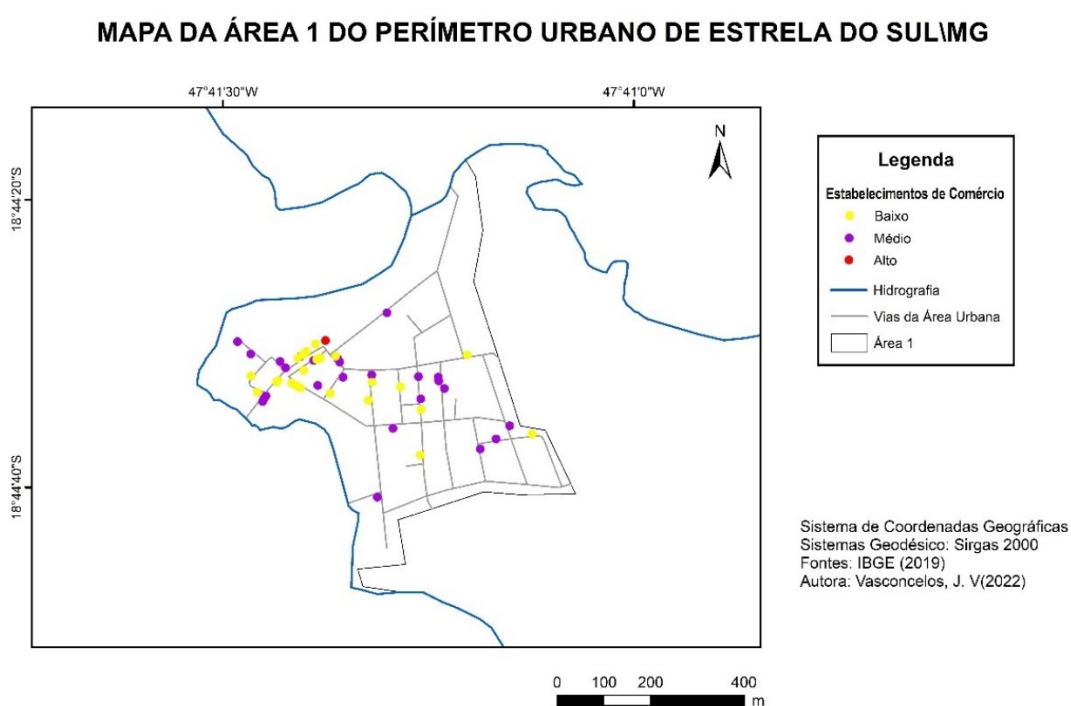 MAPA DA ÁREA 1 DO PERÍMETRO URBANO DE ESTRELA DO SUL\MG
47°41'30"W
47°41'0"W
18°44'20"S
18°44'40"S
N
Legenda
Estabelecimentos de Comércio
Baixo
Médio
Alto
Hidrografia
Vias da Área Urbana
Área 1
Sistema de Coordenadas Geográficas
Sistemas Geodésico: Sirgas 2000
Fontes: IBGE (2019)
Autora: Vasconcelos, J. V(2022)
0 100 200 400
m